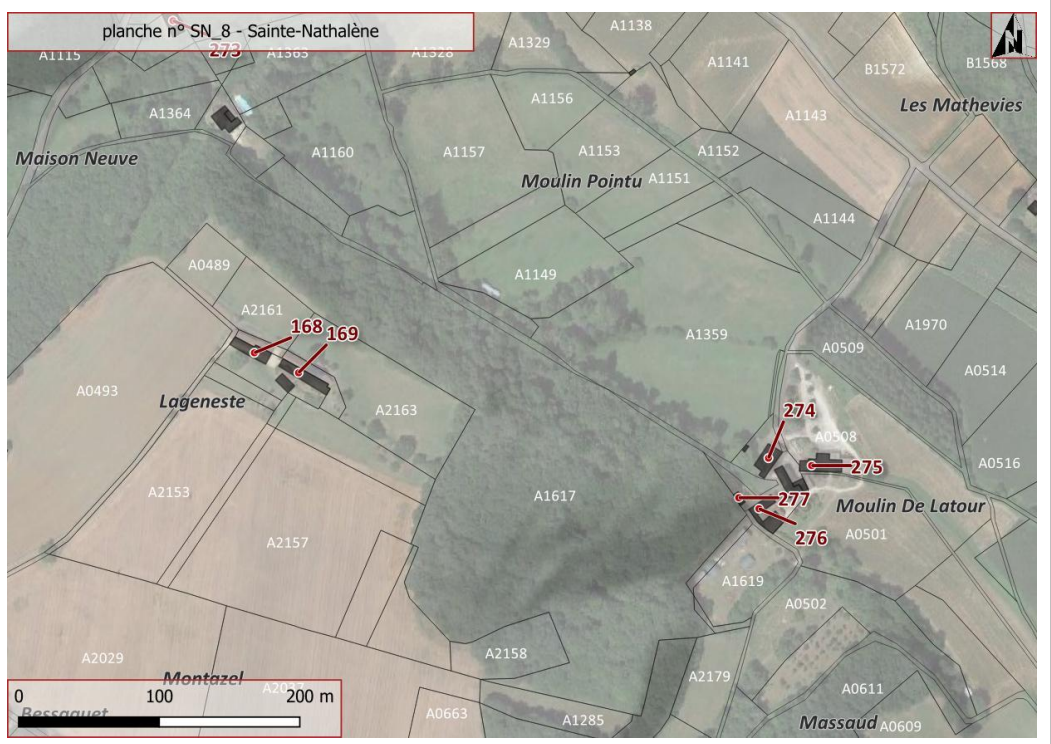 planche n° SN_8 - Sainte-Nathalène
N
273
A1115
A1363
A1328
A1329
A1138
A1141
B1572
B1568
Les Mathevies
A1364
A1156
A1143
Maison Neuve
A1160
A1157
A1153
A1152
Moulin Pointu
A1151
A1144
A0489
A1149
A2161
168
169
A1359
A1970
A0509
A0514
A0493
Lageneste
A2163
274
A0508
275
A0516
A2153
A1617
277
Moulin De Latour
276
A0501
A2157
A1619
A0502
A2158
A2029
Montazel
A2179
A0611
0 100 200 m
Bessaguet
A0663
A1285
Massaud
A0609